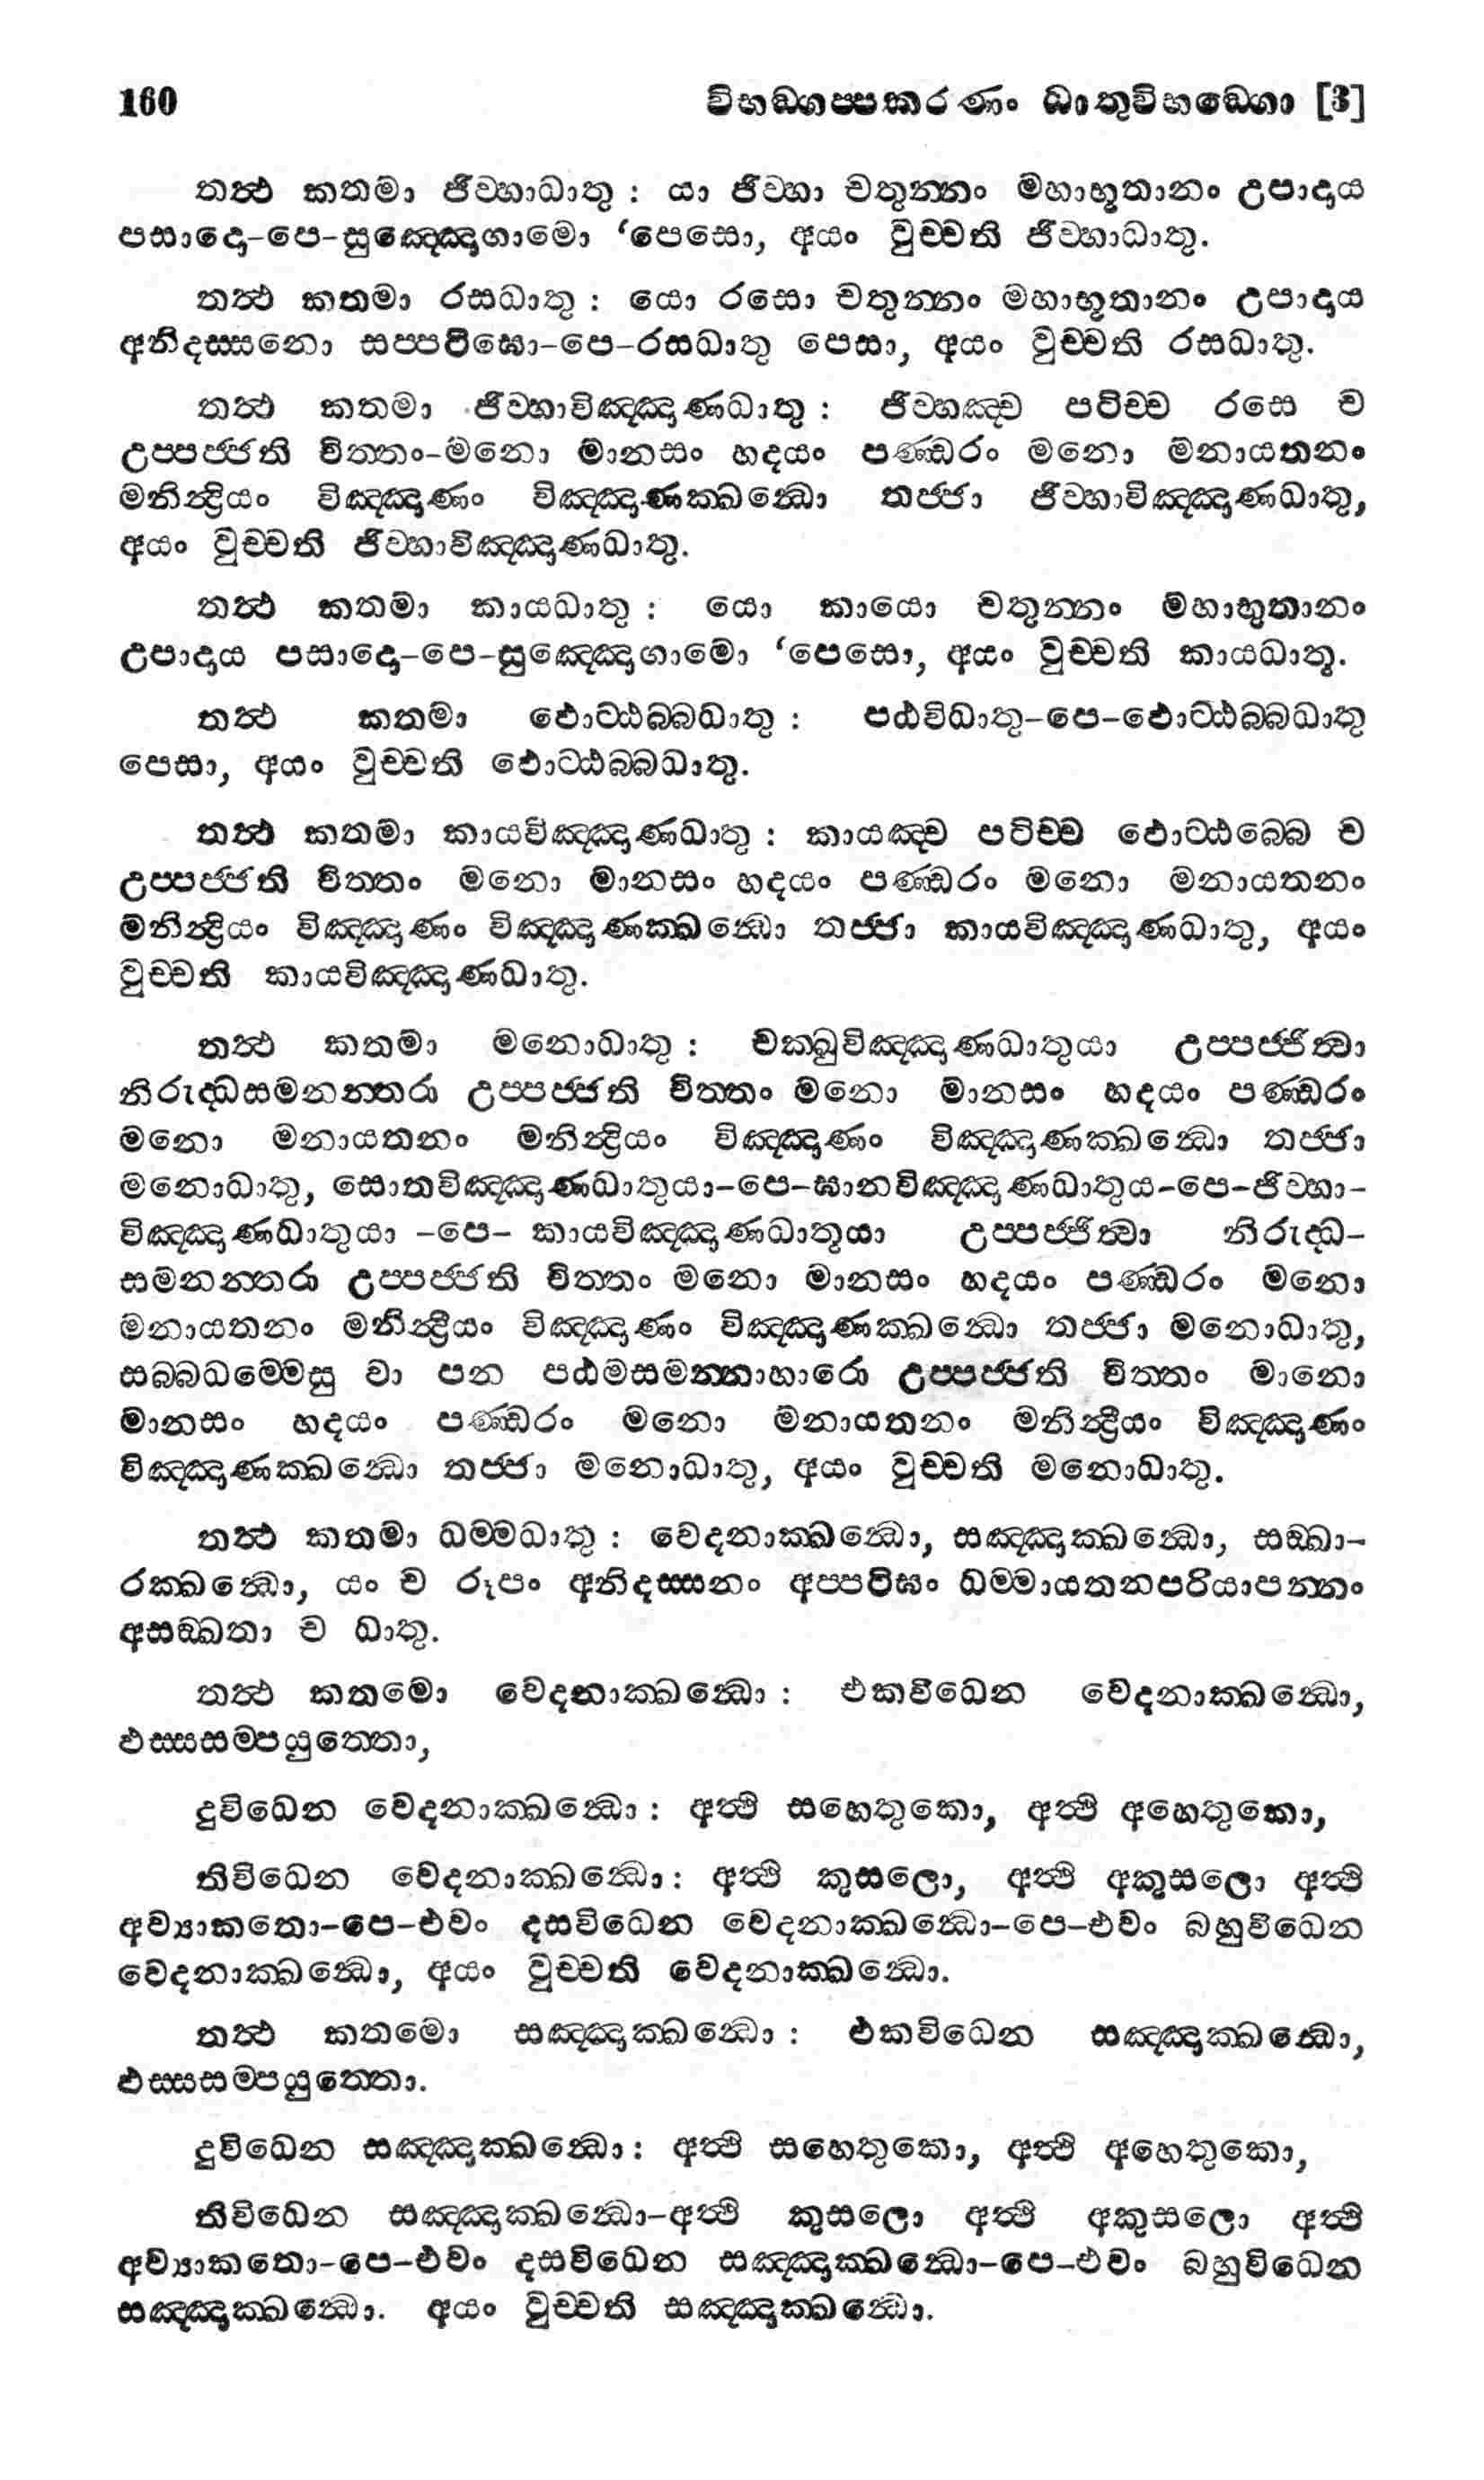 160 විභඞ්ගප්පකරණං ධාතුවිභඞ්ගො [3]
තත්ථ කතමා ජිව්හාධාතු : යා ජිව්හා චතුන්නං මහාභූතානං උපාදාය
පසාදො-පෙ-සුඤ්ඤගාමො ‘පෙසො, අයං වුච්චති ජිව්හාධාතු.
තත්ථ කතමා රසධාතු : යො රසො චතුන්නං මහාභූතානං උපාදාය
අනිදස්සනො සප්පටිඝො-පෙ-රසධාතු පෙසා, අයං වුච්චති රසධාතු.
තත්ථ කතමා ජිව්හාවිඤ්ඤාණධාතු : ජිව්හඤ්ච පටිච්ච රසෙ ච
උප්පජ්ජති චිත්තං-මනො මානසං හදයං පණ්ඩරං මනො මනායතනං
මනින්ද්‍රියං විඤ්ඤාණං විඤ්ඤාණක්ඛන්ධො තජ්ජා ජිව්හාවිඤ්ඤාණධාතු,
අයං වුච්චති ජිව්හාවිඤ්ඤාණධාතු.
තත්ථ කතමා කායධාතු : යො කායො චතුන්නං මහාභුතානං
උපාදාය පසාදො-පෙ-සුඤ්ඤොගාමො ‘පෙසො, අයං වුච්චති කායධාතු.
තත්ථ කතමා ඵොට්ඨබ්බධාතු : පඨවිධාතු-පෙ-ඵොට්ඨබ්බධාතු
පෙසා, අයං වුච්චති ඵොට්ඨබ්බධාතු.
තත්ථ කතමා කායවිඤ්ඤාණධාතු : කායඤ්ච පටිච්ච ඵොට්ඨබ්බෙ ච
උප්පජ්ජති චිත්තං මනො මානසං හදයං පණ්ඩරං මනො මනායතනං
මනින්ද්‍රියං විඤ්ඤාණං විඤ්ඤාණක්ඛන්ධො තජ්ජා කායවිඤ්ඤාණධාතු, අයං
වුච්චති කායවිඤ්ඤාණධාතු.
තත්ථ කතමා මනොධාතු : චක්ඛුවිඤ්ඤාණධාතුයා උප්පජ්ජිත්වා
නිරුද්ධසමනන්තරා උප්පජ්ජති චිත්තං මනො මානසං හදයං පණ්ඩරං
මනො මනායතනං මනින්ද්‍රියං විඤ්ඤාණං විඤ්ඤාණක්ඛන්ධො තජ්ජා
මනොධාතු, සොතවිඤ්ඤාණධාතුයා-පෙ-ඝානවිඤ්ඤාණධාතුය-පෙ-ජිව්හා-
විඤ්ඤාණධාතුයා -පෙ- කායවිඤ්ඤාණධාතුයා උප්පජ්ජිත්වා නිරුද්ධ-
සමනන්තරා උප්පජ්ජති චිත්තං මනො මානසං හදයං පණ්ඩරං මනො
මනායතනං මනින්ද්‍රීයං විඤ්ඤාණං විඤ්ඤාණක්ඛන්ධො තජ්ජා මනොධාතු,
සබ්බධම්මෙසු වා පන පඨමසමන්නාහාරො උප්පජ්ජති චිත්තං මානො
මානසං හදයං පණ්ඩරං මනො මනායතනං මනින්ද්‍රීයං විඤ්ඤාණං
විඤ්ඤාණක්ඛන්ධො තජ්ජා මනොධාතු, අයං වුච්චති මනොධාතු.
තත්ථ කතමා ධම්මධාතු : වෙදනාක්ඛන්ධො, සඤ්ඤාක්ඛන්ධො, සඞ්ඛා-
රක්ඛන්ධො, යං ච රූපං අනිදස්සනං අප්පටිඝං ධම්මායතනපරියාපන්නං
අසඞ්ඛතා ච ධාතු.
තත්ථ කතමො වෙදනාක්ඛන්ධො : එකවිධෙන වෙදනාක්ඛන්ධො,
ඵස්සසම්පයුත්තො,
දුවිධෙන වෙදනාක්ඛන්ධො : අත්ථි සහෙතුකො, අත්ථි අහෙතුකො,
තිවිධෙන වෙදනාක්ඛන්ධො : අත්ථි කුසලො, අත්ථි අකුසලො අත්ථි
අව්‍යාකතො-පෙ-එවං දසවිධෙන වෙදනාක්ඛන්ධො-පෙ-එවං බහුවිධෙන
වෙදනාක්ඛන්ධො, අයං වුච්චති වෙදනාක්ඛන්ධො.
තත්ථ කතමො සඤ්ඤාක්ඛන්ධො : එකවිධෙන සඤ්ඤාක්ඛන්ධො,
ඵස්සසම්පයුත්තො.
දුවිධෙන සඤ්ඤාක්ඛන්ධො : අත්ථි සහෙතුකො, අත්ථි අහෙතුකො,
තිවිධෙන සඤ්ඤාක්ඛන්ධො-අත්ථි කුසලො අත්ථි අකුසලො අත්ථි
අව්‍යාකතො-පෙ-එවං දසවිධෙන සඤ්ඤාක්ඛන්ධො-පෙ-එවං බහුවිධෙන
සඤ්ඤාක්ඛන්ධො. අයං වුච්චති සඤ්ඤාක්ඛන්ධො.